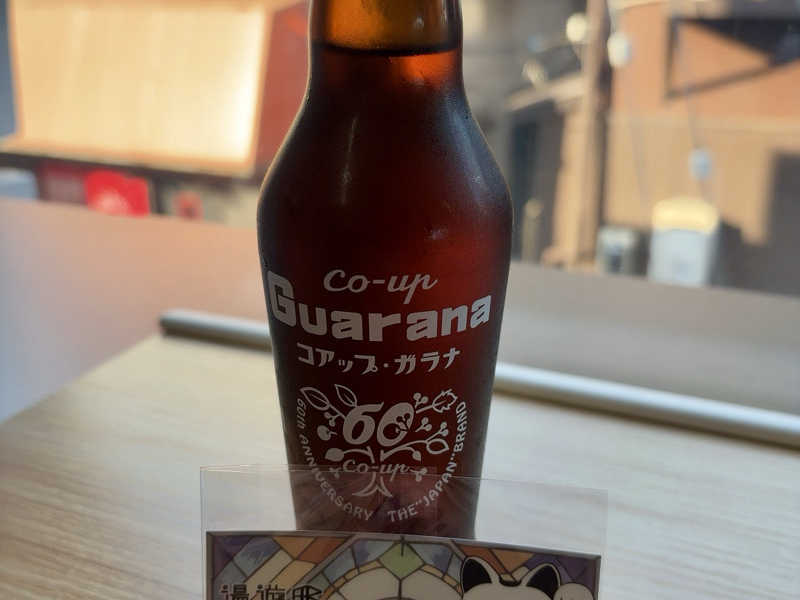 Co-up
Guarana
コアップ・ガラナ
60
Co-up
60th ANNIVERSARY THE "JAPAN" BRAND